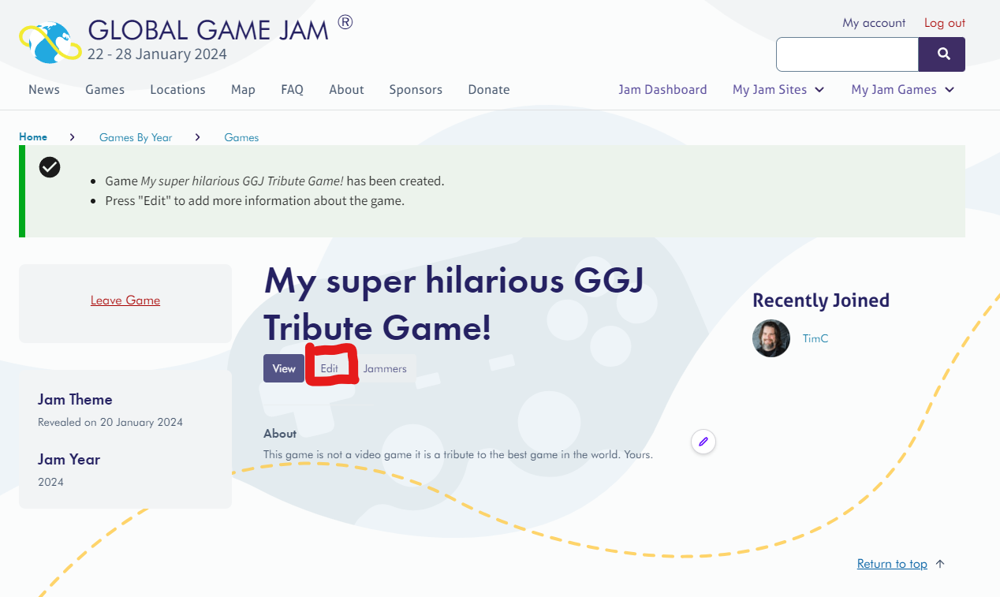 GLOBAL GAME JAM ®
22 - 28 January 2024
My account Log out
News Games Locations Map FAQ About Sponsors Donate
Jam Dashboard My Jam Sites My Jam Games
Home Games By Year Games
Game My super hilarious GGJ Tribute Game! has been created.
Press "Edit" to add more information about the game.
Leave Game
Jam Theme
Revealed on 20 January 2024
Jam Year
2024
My super hilarious GGJ
Tribute Game!
View Edit Jammers
About
This game is not a video game it is a tribute to the best game in the world. Yours.
Recently Joined
TimC
Return to top